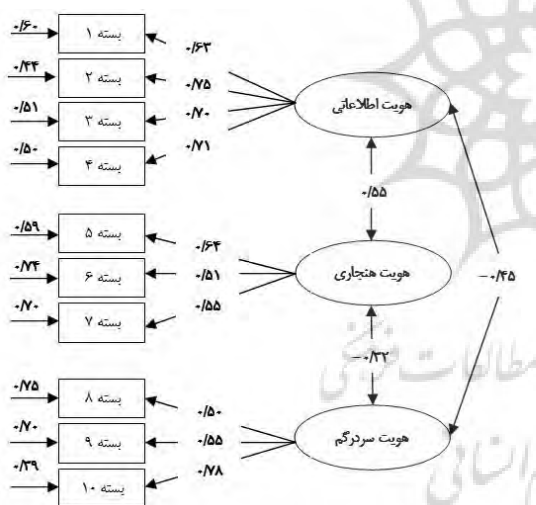 ۰/۶۰ بسته ۱ ۰/۶۳
۰/۴۴ بسته ۲ ۰/۷۵
۰/۵۱ بسته ۳ ۰/۷۰
۰/۵۰ بسته ۴ ۰/۷۱
هویت اطلاعاتی
۰/۵۵
۰/۵۹ بسته ۵ ۰/۶۴
۰/۷۴ بسته ۶ ۰/۵۱
۰/۷۰ بسته ۷ ۰/۵۵
هویت هنجاری
−۰/۴۵
−۰/۳۲
مطالعات فرهنگی
۰/۷۵ بسته ۸ ۰/۵۰
۰/۷۰ بسته ۹ ۰/۵۵
۰/۳۹ بسته ۱۰ ۰/۷۸
هویت سردرگم